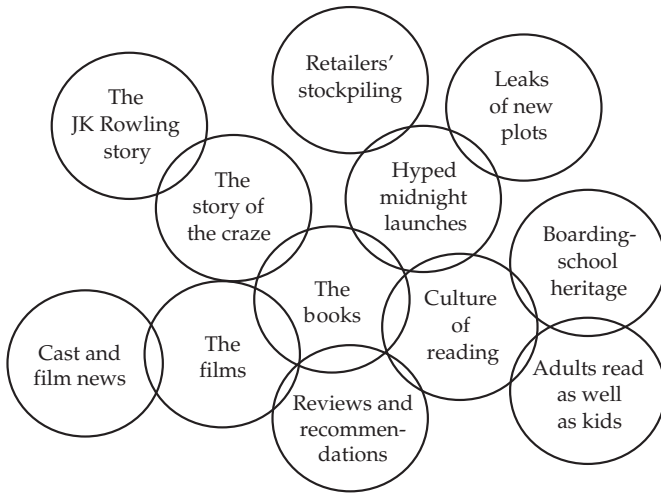 Retailers’
stockpiling
Leaks
of new
plots
The
JK Rowling
story
Hyped
midnight
launches
The
story of
the craze
Boarding-
school
heritage
The
books
Culture
of
reading
Cast and
film news
The
films
Adults read
as well
as kids
Reviews and
recommen-
dations